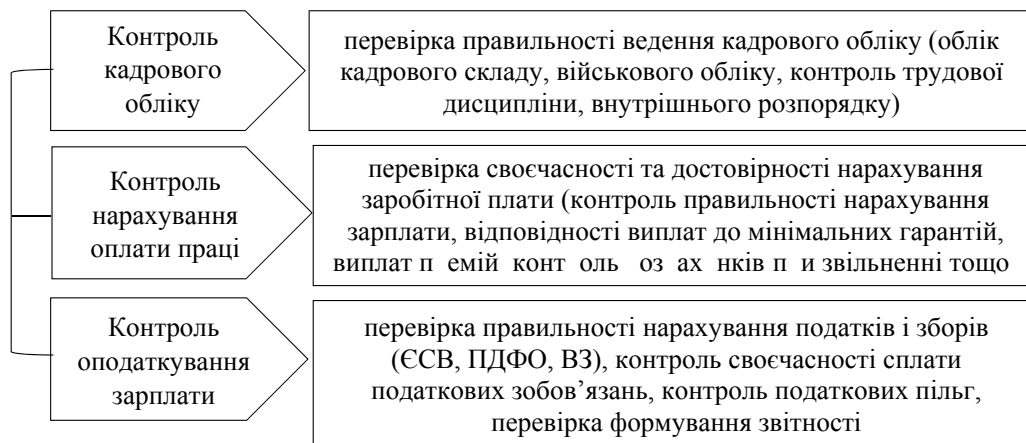 Контроль
кадрового
обліку
перевірка правильності ведення кадрового обліку (облік
кадрового складу, військового обліку, контроль трудової
дисципліни, внутрішнього розпорядку)
Контроль
нарахування
оплати праці
перевірка своєчасності та достовірності нарахування
заробітної плати (контроль правильності нарахування
зарплати, відповідності виплат до мінімальних гарантій,
виплат звільненні тощо
Контроль
оподаткування
зарплати
перевірка правильності нарахування податків і зборів
(ЄСВ, ПДФО, ВЗ), контроль своєчасності сплати
податкових зобов’язань, контроль податкових пільг,
перевірка формування звітності